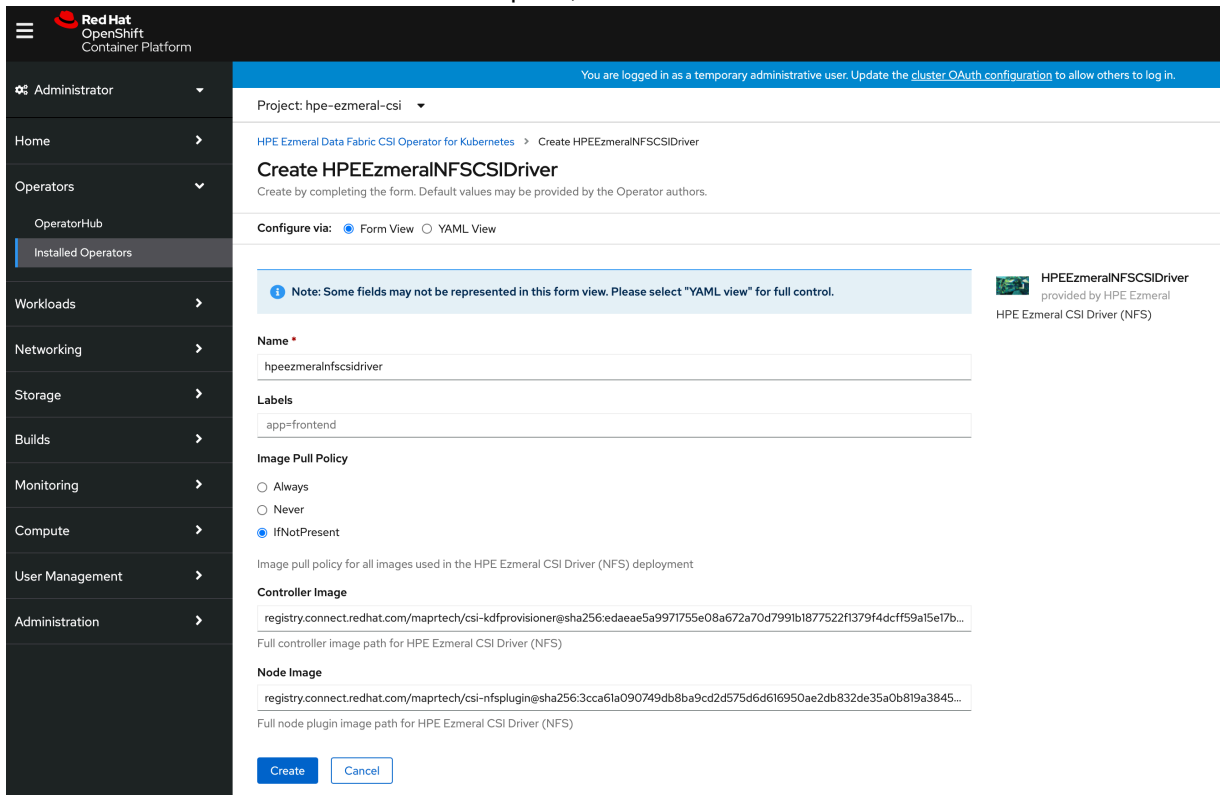 Red Hat
OpenShift
Container Platform
You are logged in as a temporary administrative user. Update the cluster OAuth configuration to allow others to log in.
Administrator
Project: hpe-ezmeral-csi
Home
HPE Ezmeral Data Fabric CSI Operator for Kubernetes > Create HPEEzmeralNFSCSIDriver
Create HPEEzmeralNFSCSIDriver
Operators
Create by completing the form. Default values may be provided by the Operator authors.
OperatorHub
Configure via: Form View YAML View
Installed Operators
Note: Some fields may not be represented in this form view. Please select "YAML view" for full control.
HPEEzmeralNFSCSIDriver
provided by HPE Ezmeral
HPE Ezmeral CSI Driver (NFS)
Workloads
Networking
Name *
hpeezmeralnfscsidriver
Storage
Labels
app=frontend
Builds
Image Pull Policy
Monitoring
Always
Never
Compute
IfNotPresent
Image pull policy for all images used in the HPE Ezmeral CSI Driver (NFS) deployment
User Management
Controller Image
Administration
registry.connect.redhat.com/maprtech/csi-kdfprovisioner@sha256:edaeae5a9971755e08a672a70d7991b1877522f1379f4dcff59a15e17b...
Full controller image path for HPE Ezmeral CSI Driver (NFS)
Node Image
registry.connect.redhat.com/maprtech/csi-nfsplugin@sha256:3cca61a090749db8ba9cd2d575d6d616950ae2db832de35a0b819a3845...
Full node plugin image path for HPE Ezmeral CSI Driver (NFS)
Create
Cancel